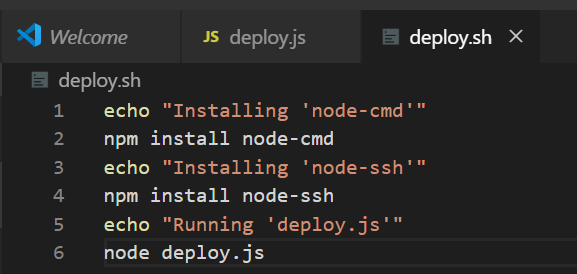 Welcome JS deploy.js deploy.sh
deploy.sh
1 echo "Installing 'node-cmd'"
2 npm install node-cmd
3 echo "Installing 'node-ssh'"
4 npm install node-ssh
5 echo "Running 'deploy.js'"
6 node deploy.js